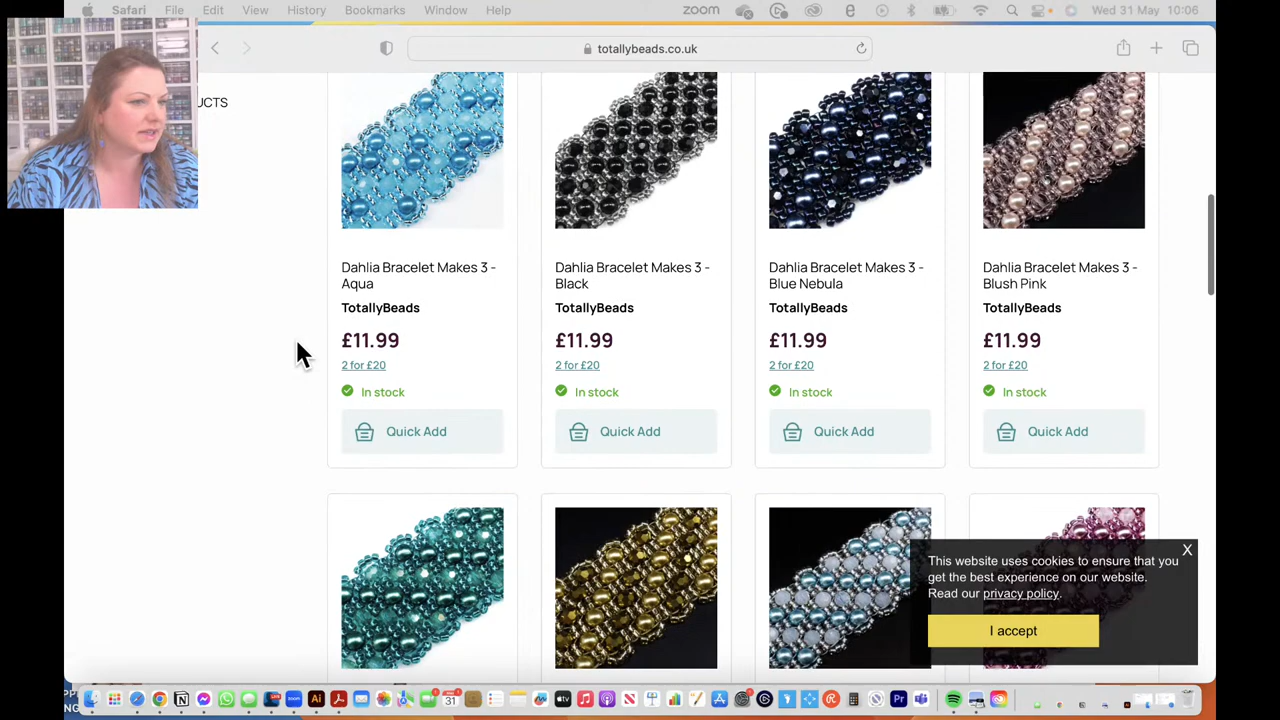 Safari File Edit View History Bookmarks Window Help zoom Wed 31 May 10:06
totallybeads.co.uk
UCTS
Dahlia Bracelet Makes 3 -
Aqua
TotallyBeads
£11.99
2 for £20
In stock
Quick Add
Dahlia Bracelet Makes 3 -
Black
TotallyBeads
£11.99
2 for £20
In stock
Quick Add
Dahlia Bracelet Makes 3 -
Blue Nebula
TotallyBeads
£11.99
2 for £20
In stock
Quick Add
Dahlia Bracelet Makes 3 -
Blush Pink
TotallyBeads
£11.99
2 for £20
In stock
Quick Add
X
This website uses cookies to ensure that you
get the best experience on our website.
Read our privacy policy.
I accept